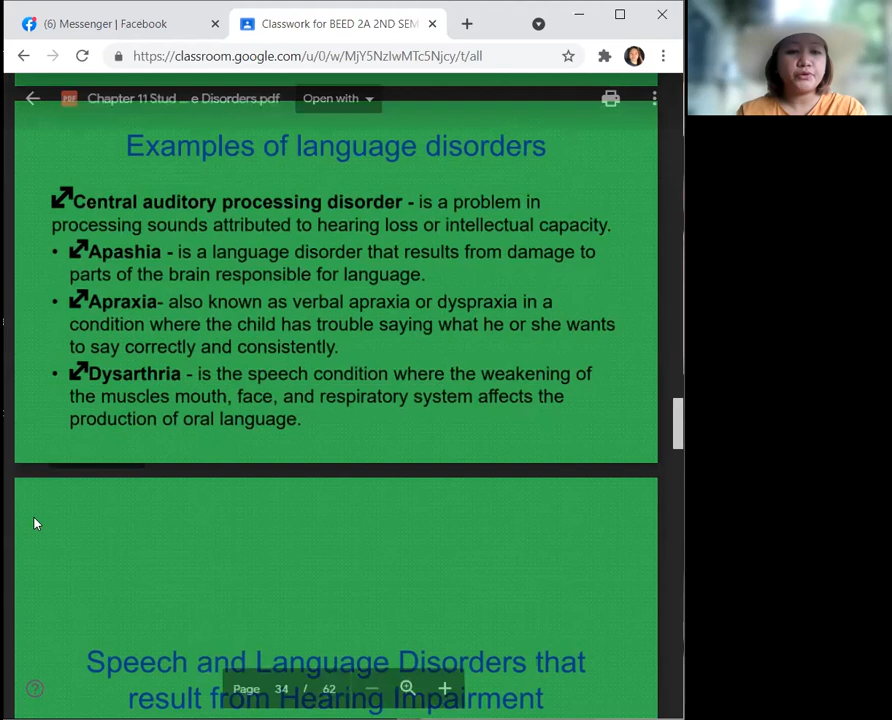 (6) Messenger | Facebook
Classwork for BEED 2A 2ND SEM
https://classroom.google.com/u/0/w/MjY5NzIwMTc5Njcy/t/all
PDF
Chapter 11 Stud ... e Disorders.pdf
Open with
Examples of language disorders
Central auditory processing disorder - is a problem in
processing sounds attributed to hearing loss or intellectual capacity.
• Apashia - is a language disorder that results from damage to
parts of the brain responsible for language.
• Apraxia- also known as verbal apraxia or dyspraxia in a
condition where the child has trouble saying what he or she wants
to say correctly and consistently.
• Dysarthria - is the speech condition where the weakening of
the muscles mouth, face, and respiratory system affects the
production of oral language.
Speech and Language Disorders that
result from Hearing Impairment
Page 34 / 62